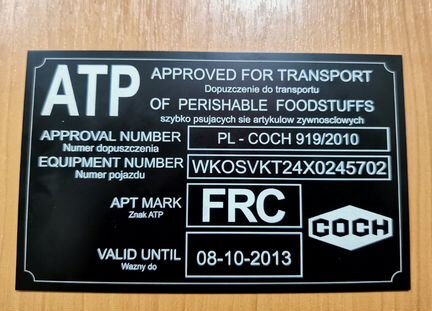 ATP APPROVED FOR TRANSPORT
Dopuszczenie do transportu
OF PERISHABLE FOODSTUFFS
szybko psujacych sie artykulow zywnosclowych
APPROVAL NUMBER PL - COCH 919/2010
Numer dopuszczenia
EQUIPMENT NUMBER WKOSVKT24X0245702
Numer pojazdu
APT MARK FRC
Znak ATP
COCH
VALID UNTIL 08-10-2013
Wazny do